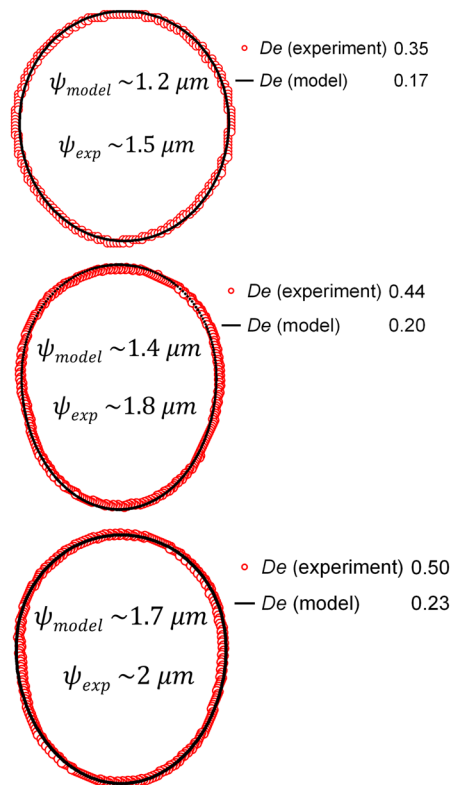 De (experiment) 0.35
ψmodel ~1.2 μm
De (model) 0.17
ψexp ~1.5 μm
De (experiment) 0.44
De (model) 0.20
ψmodel ~1.4 μm
ψexp ~1.8 μm
De (experiment) 0.50
De (model) 0.23
ψmodel ~1.7 μm
ψexp ~2 μm